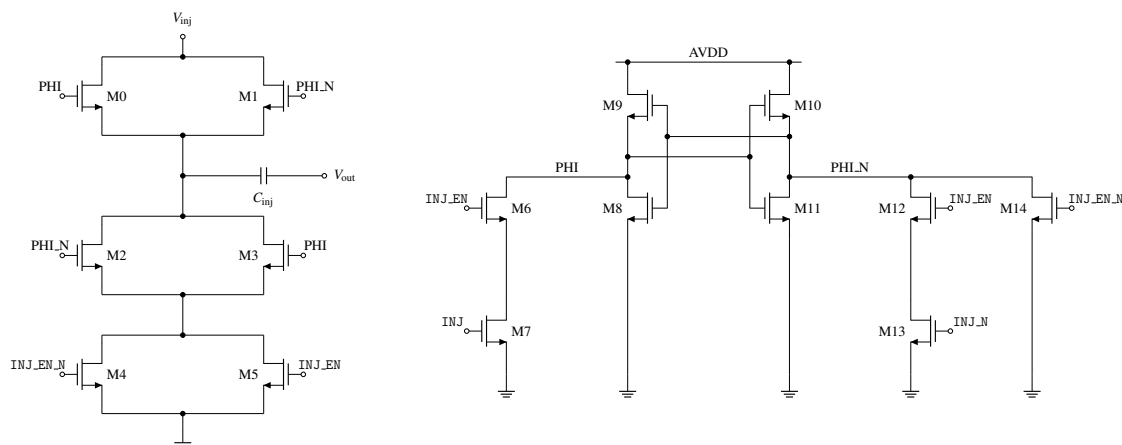 V_inj
PHI
M0
M1
PHI_N
V_out
C_inj
PHI_N
M2
M3
PHI
INJ_EN_N
M4
M5
INJ_EN
AVDD
M9
M10
PHI
PHI_N
INJ_EN
M6
M8
M11
M12
INJ_EN
M14
INJ_EN_N
INJ
M7
M13
INJ_N